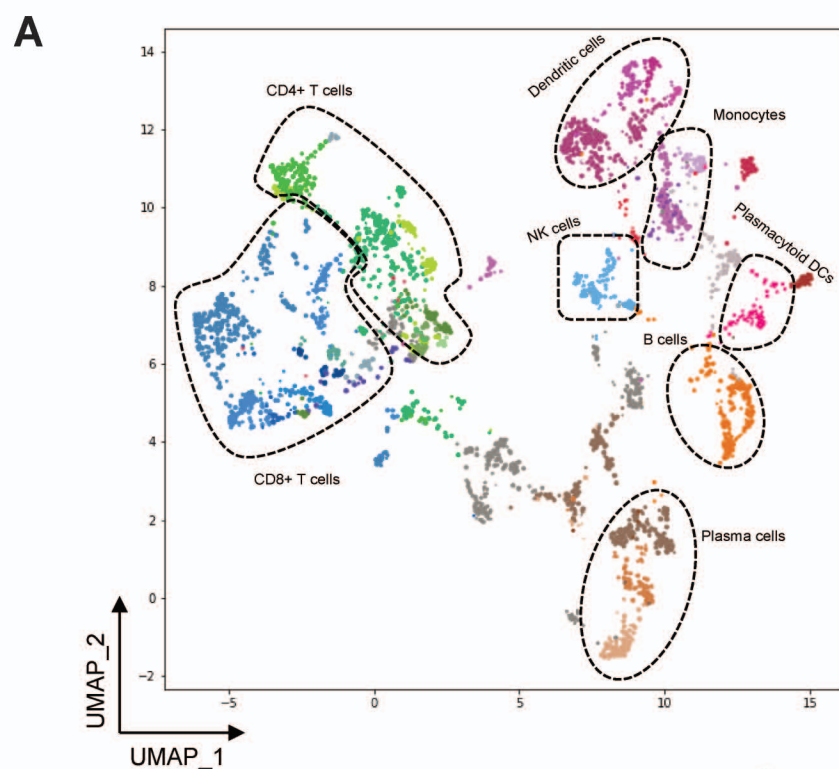 A
Dendritic cells
CD4+ T cells
Monocytes
NK cells
Plasmacytoid DCs
B cells
CD8+ T cells
Plasma cells
14
12
10
8
6
4
2
0
−2
−5
0
5
10
15
UMAP_2
UMAP_1